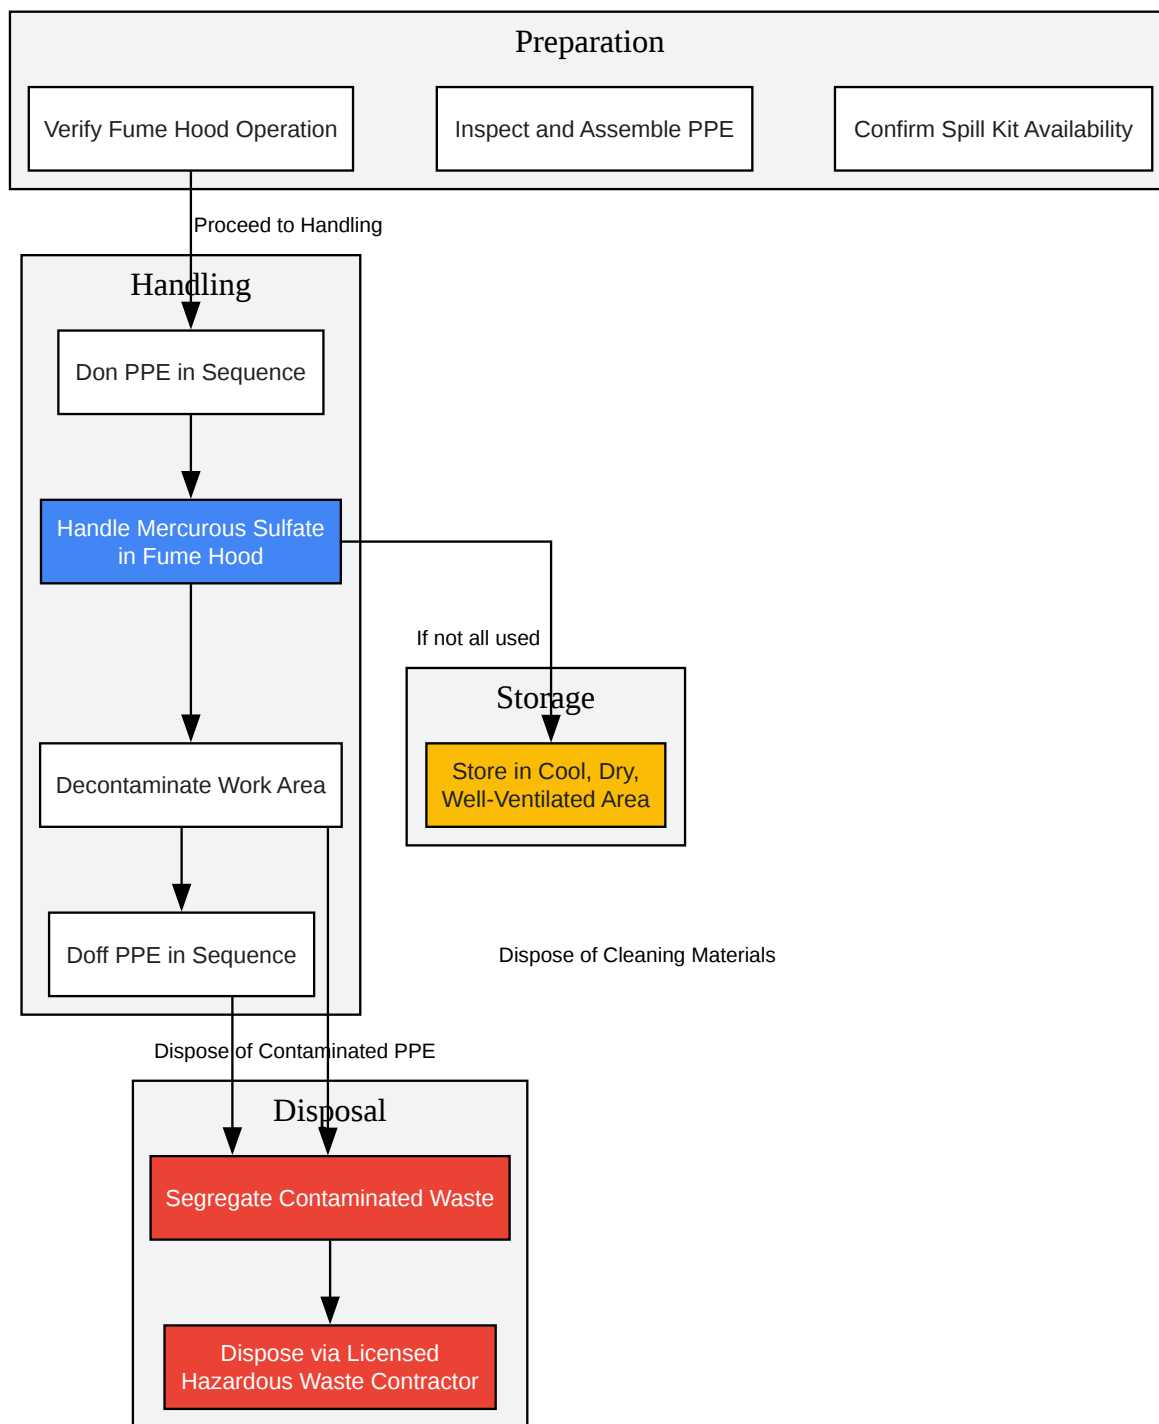 Preparation
Verify Fume Hood Operation
Inspect and Assemble PPE
Confirm Spill Kit Availability
Proceed to Handling
Handling
Don PPE in Sequence
Handle Mercurous Sulfate
in Fume Hood
If not all used
Storage
Store in Cool, Dry,
Well-Ventilated Area
Decontaminate Work Area
Doff PPE in Sequence
Dispose of Cleaning Materials
Dispose of Contaminated PPE
Disposal
Segregate Contaminated Waste
Dispose via Licensed
Hazardous Waste Contractor